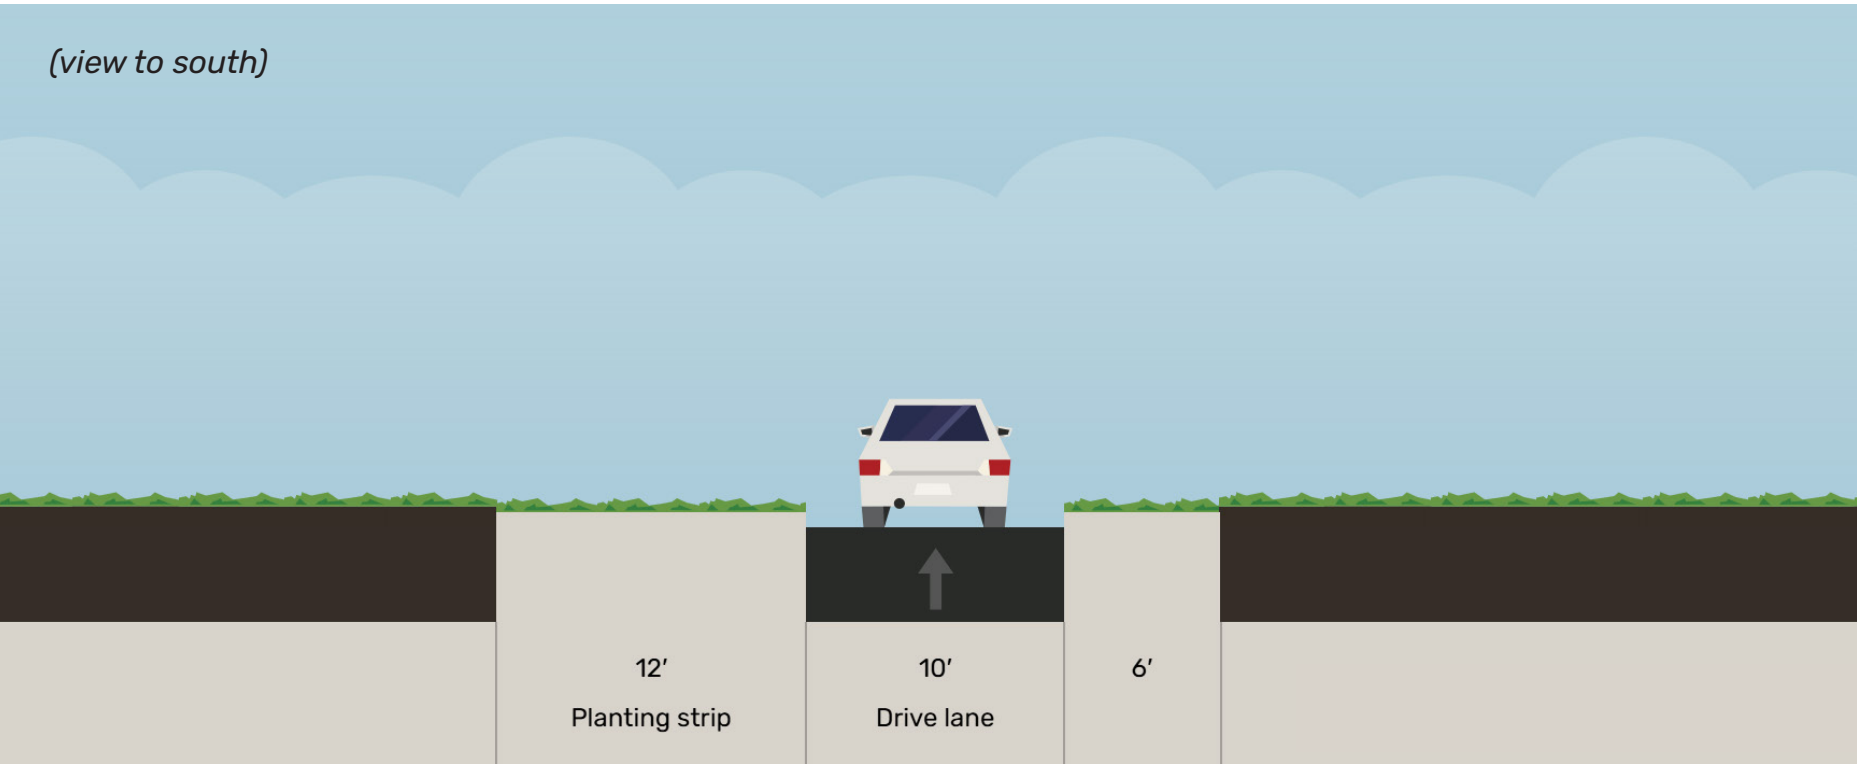 (view to south)
12′
10′
6′
Planting strip
Drive lane